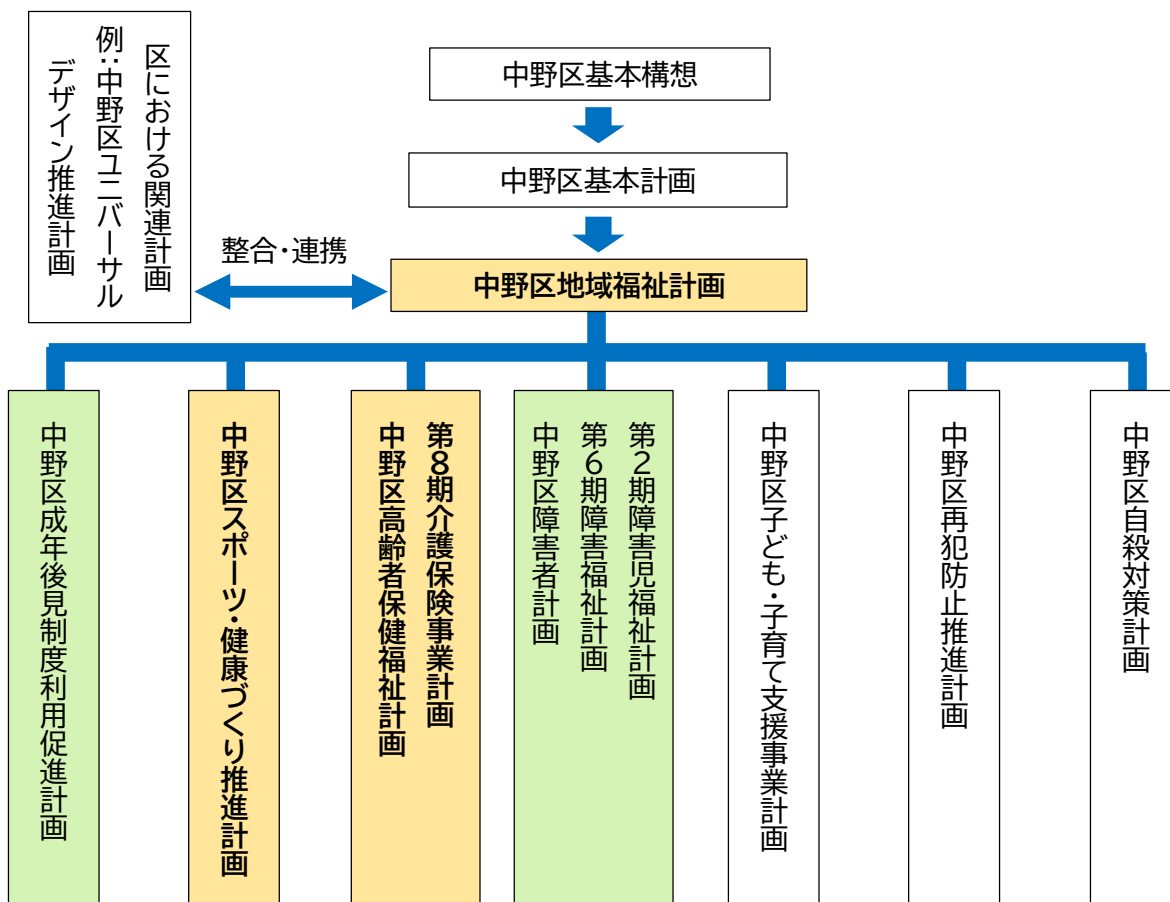 区における関連計画
例：中野区ユニバーサル
デザイン推進計画
中野区基本構想
中野区基本計画
整合・連携
中野区地域福祉計画
中野区成年後見制度利用促進計画
中野区スポーツ・健康づくり推進計画
第８期介護保険事業計画
中野区高齢者保健福祉計画
第２期障害児福祉計画
第６期障害福祉計画
中野区障害者計画
中野区子ども・子育て支援事業計画
中野区再犯防止推進計画
中野区自殺対策計画